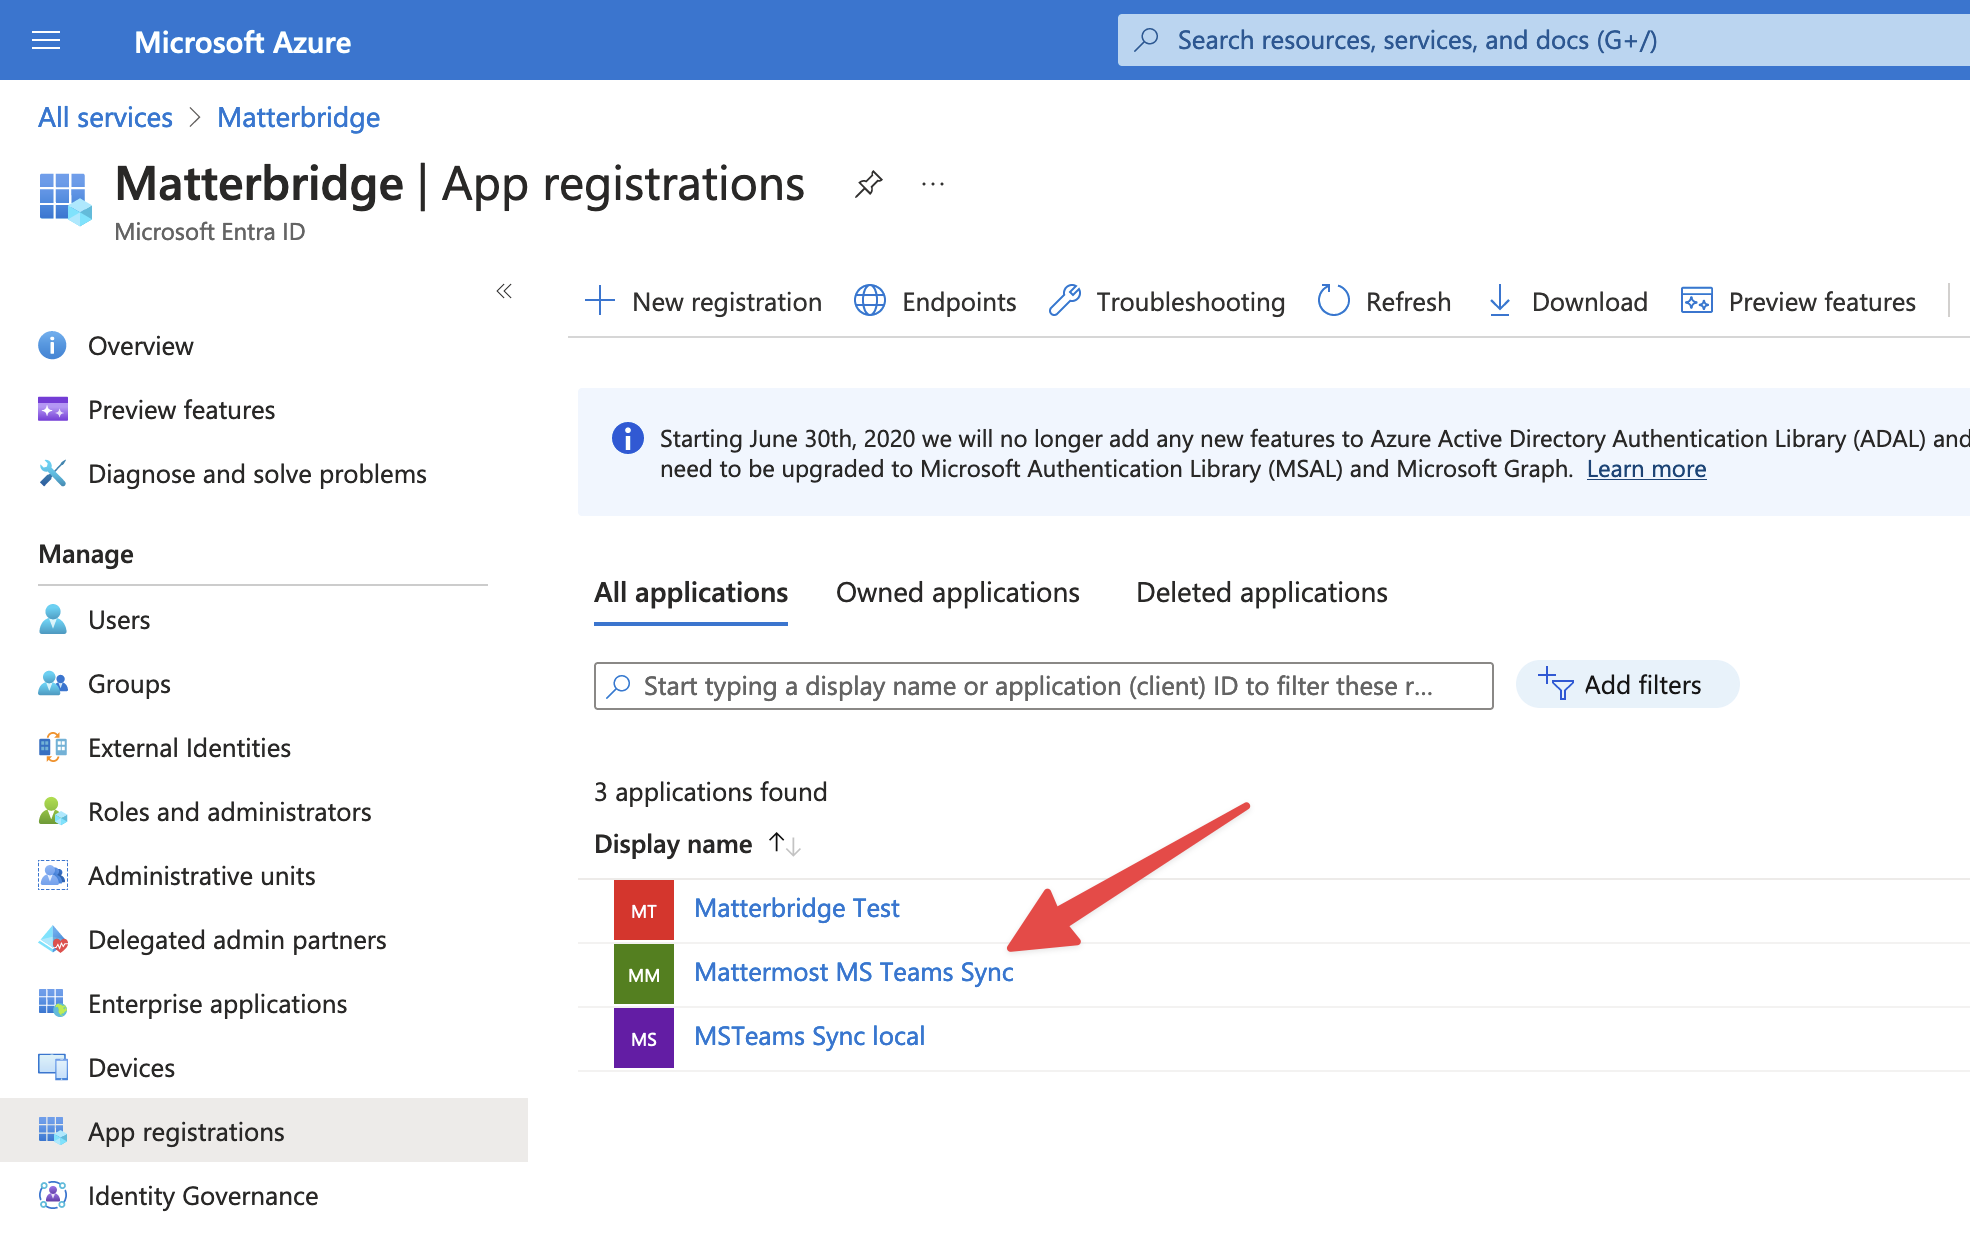 Microsoft Azure
Search resources, services, and docs (G+/)
All services > Matterbridge
Matterbridge | App registrations ...
Microsoft Entra ID
«
New registration
Endpoints
Troubleshooting
Refresh
Download
Preview features
Overview
Preview features
Diagnose and solve problems
Manage
Users
Groups
External Identities
Roles and administrators
Administrative units
Delegated admin partners
Enterprise applications
Devices
App registrations
Identity Governance
Starting June 30th, 2020 we will no longer add any new features to Azure Active Directory Authentication Library (ADAL) and
need to be upgraded to Microsoft Authentication Library (MSAL) and Microsoft Graph. Learn more
All applications
Owned applications
Deleted applications
Start typing a display name or application (client) ID to filter these r...
Add filters
3 applications found
Display name ↑↓
MT Matterbridge Test
MM Mattermost MS Teams Sync
MS MSTeams Sync local